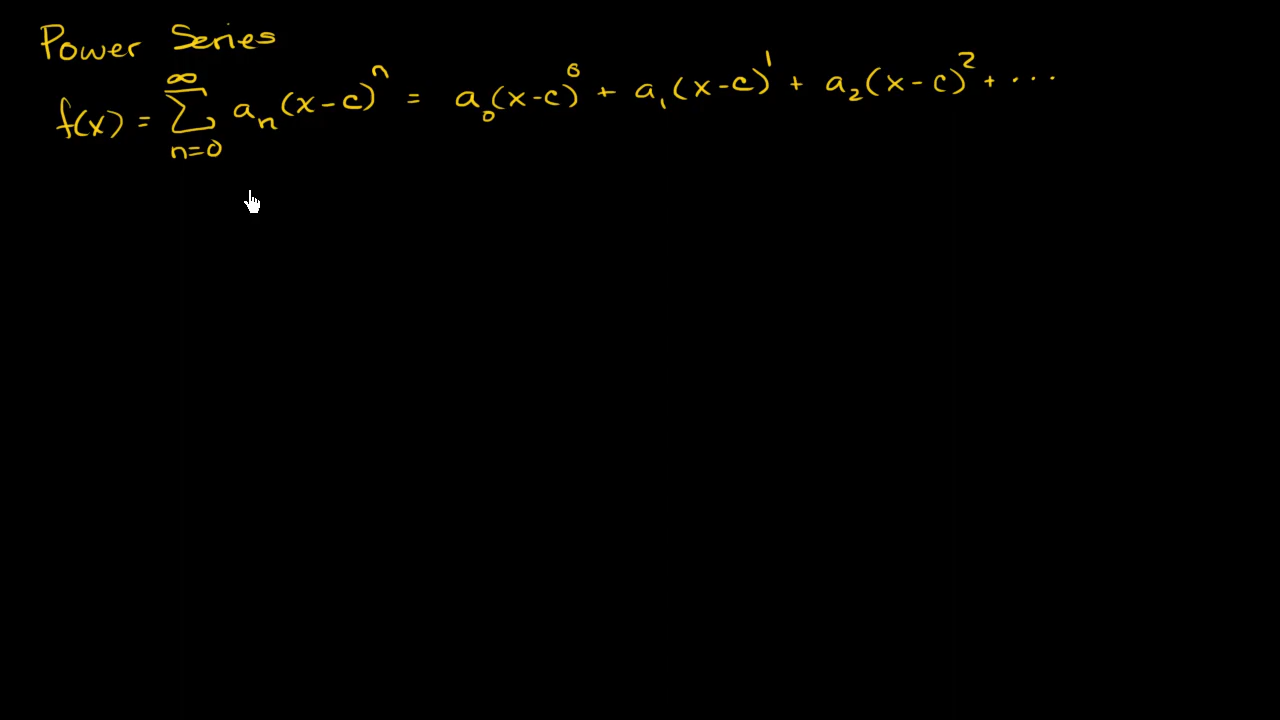 Power Series
f(x) = ∑_{n=0}^{∞} a_n (x-c)^n = a_0 (x-c)^0 + a_1 (x-c)^1 + a_2 (x-c)^2 + ...